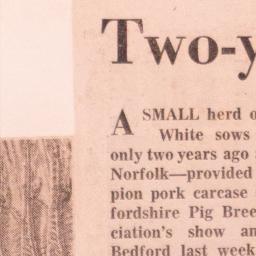 Two-y
A SMALL herd o
White sows
only two years ago
Norfolk—provided
pion pork carcase
fordshire Pig Bree
ciation's show an
Bedford last week